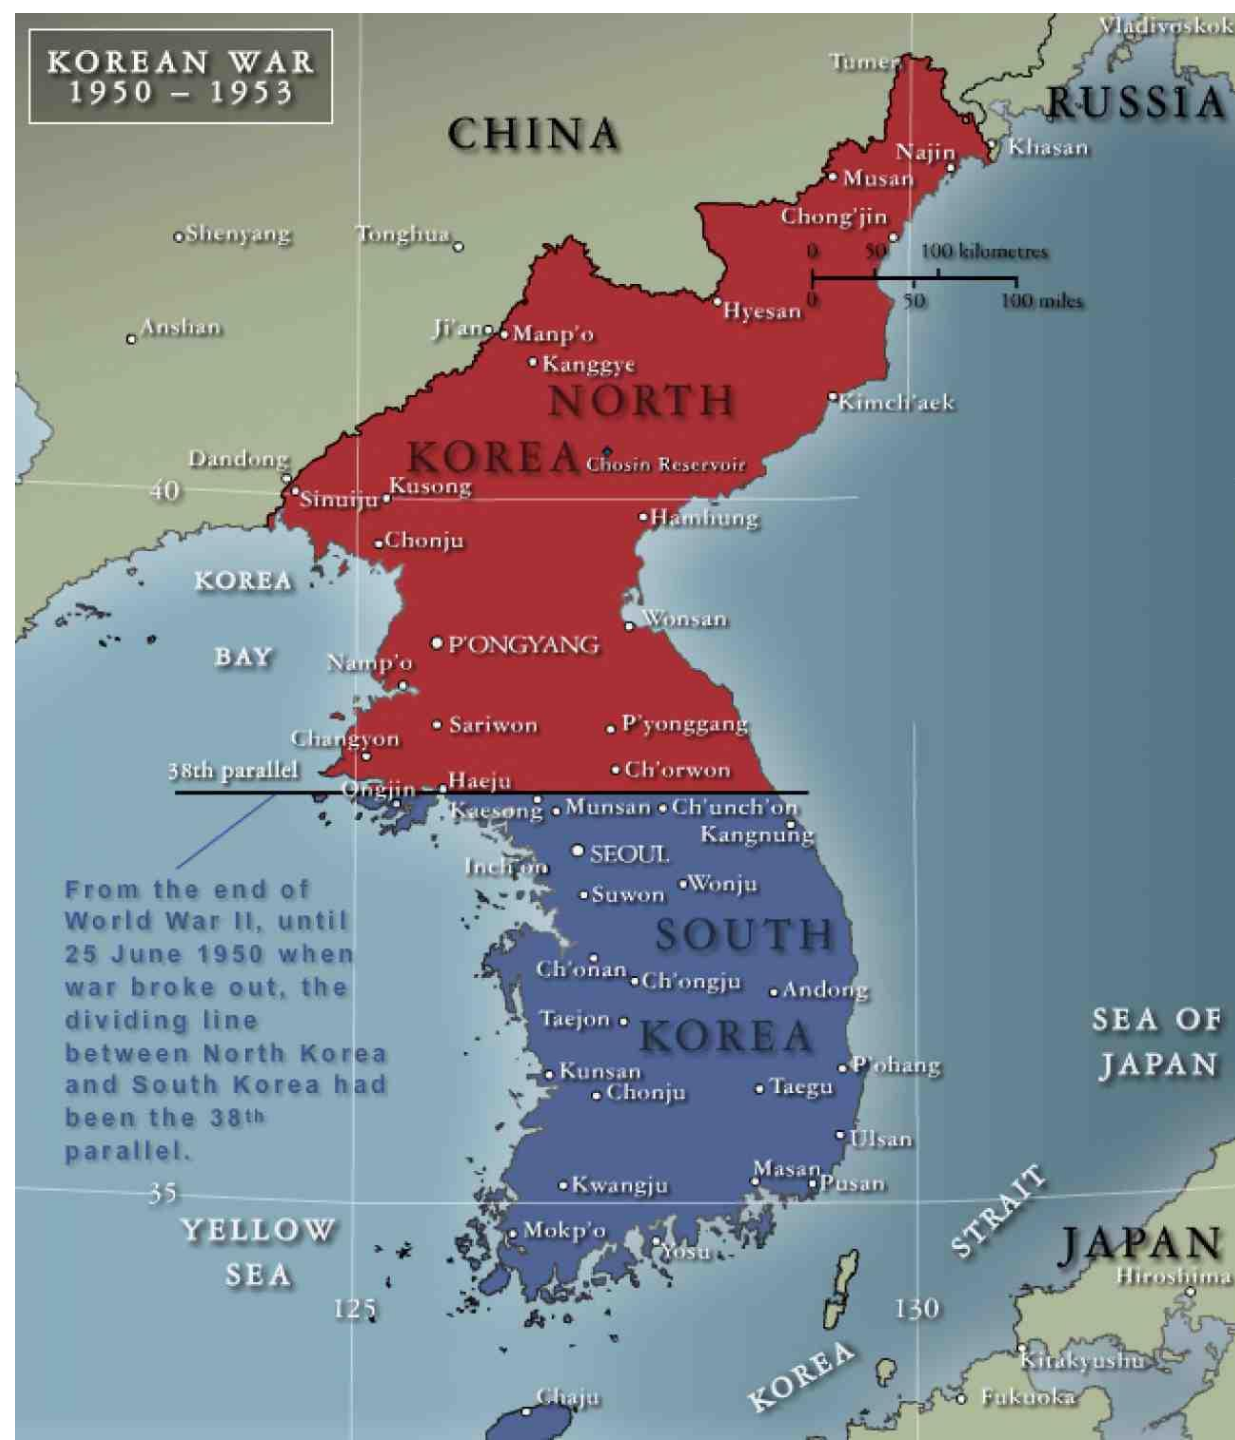 KOREAN WAR
1950 – 1953
Vladivoskok
Tumen
RUSSIA
CHINA
Khasan
Najin
Musan
Chong'jin
Shenyang
Tonghua
0 50 100 kilometres
0 50 100 miles
Hyesan
Anshan
Ji'an
Manp'o
Kanggye
NORTH
KOREA
Kimch'aek
Chosin Reservoir
Dandong
40
Sinuiju
Kusong
Hamhung
Chonju
KOREA
BAY
Wonsan
P'ONGYANG
Namp'o
Sariwon
P'yonggang
Changyon
38th parallel
Ch'orwon
Ongjin
Haeju
Kaesong
Munsan
Ch'unch'on
Kangnung
SEOUL
Inch'on
Suwon
Wonju
From the end of
World War II, until
25 June 1950 when
war broke out, the
dividing line
between North Korea
and South Korea had
been the 38th
parallel.
SOUTH
KOREA
Ch'onan
Ch'ongju
Andong
Taejon
SEA OF
JAPAN
Kunsan
Chonju
P'ohang
Taegu
Ulsan
Masan
Pusan
Kwangju
35
YELLOW
SEA
Mokp'o
Yosu
KOREA STRAIT
JAPAN
Hiroshima
125
130
Kitakyushu
Fukuoka
Chaju